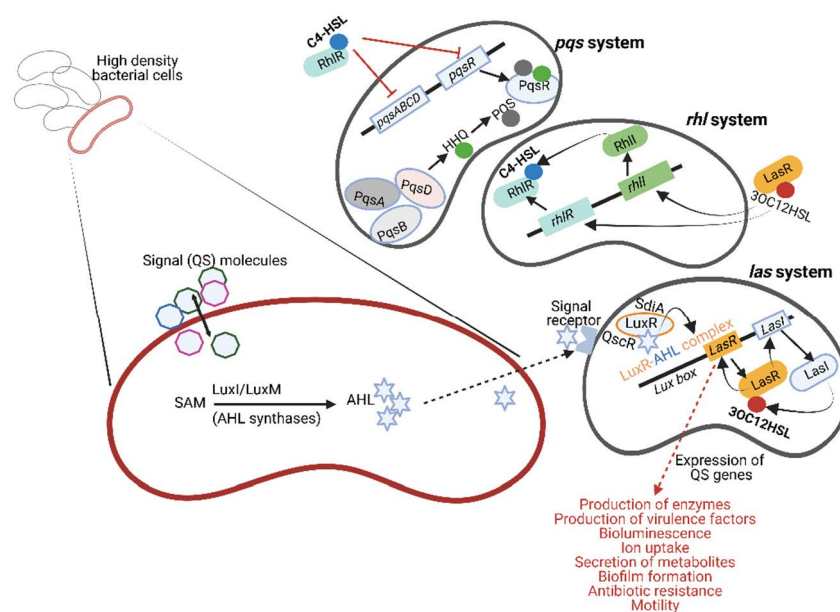 High density
bacterial cells
C4-HSL
RhlR
pqs system
pqsABCD
pqsR
PqsR
HHQ
PQS
PqsA
PqsD
PqsB
rhl system
C4-HSL
RhlI
RhlR
rhlI
rhlR
LasR
3OC12HSL
las system
Signal (QS) molecules
SAM
LuxI/LuxM
(AHL synthases)
AHL
Signal
receptor
SdiA
LuxR
QscR
LuxR-AHL complex
Lux box
LasR
LasI
LasR
LasI
3OC12HSL
Expression of
QS genes
Production of enzymes
Production of virulence factors
Bioluminescence
Ion uptake
Secretion of metabolites
Biofilm formation
Antibiotic resistance
Motility